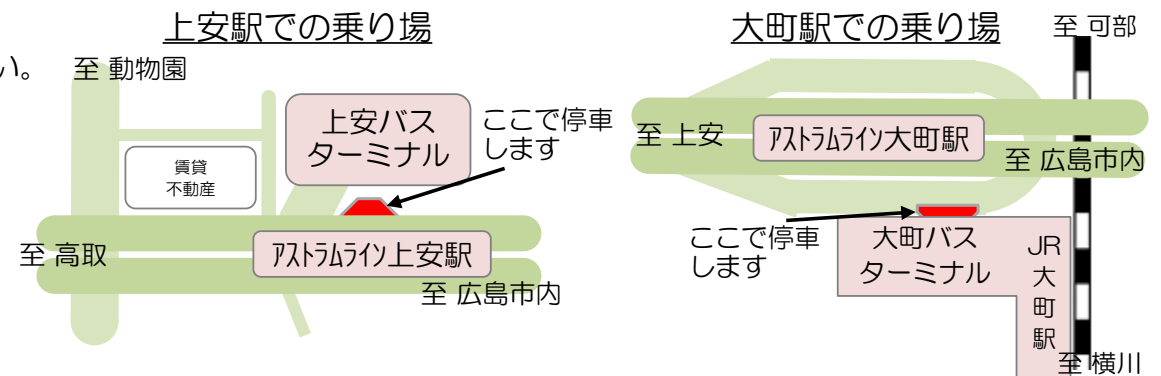 上安駅での乗り場
い。
至 動物園
上安バス
ターミナル
ここで停車
します
賃貸
不動産
至 高取
ｱｽﾄﾗﾑﾗｲﾝ上安駅
至 広島市内
大町駅での乗り場
至 可部
至 上安
ｱｽﾄﾗﾑﾗｲﾝ大町駅
至 広島市内
ここで停車
します
大町バス
ターミナル
JR
大
町
駅
至 横川